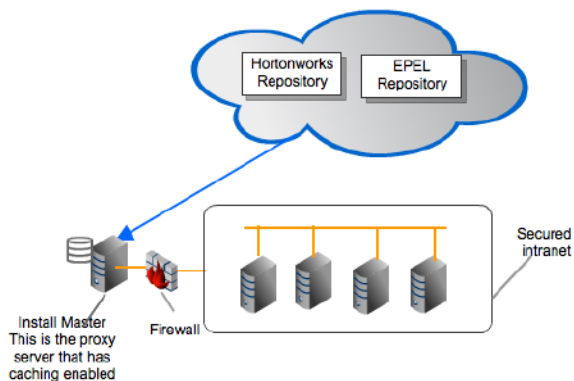 Hortonworks
Repository
EPEL
Repository
Secured
intranet
Install Master
This is the proxy
server that has
caching enabled
Firewall